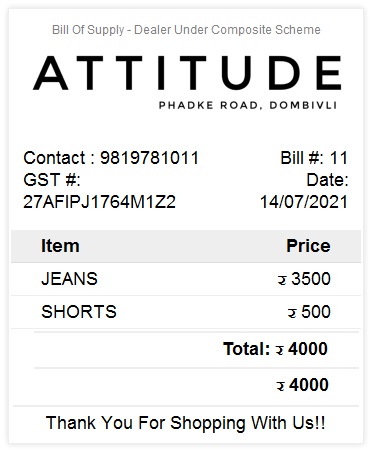 Bill Of Supply - Dealer Under Composite Scheme
ATTITUDE
PHADKE ROAD, DOMBIVLI
Contact : 9819781011 Bill #: 11
GST #: Date:
27AFIPJ1764M1Z2 14/07/2021
Item Price
JEANS 3500
SHORTS 500
Total: 4000
4000
Thank You For Shopping With Us!!